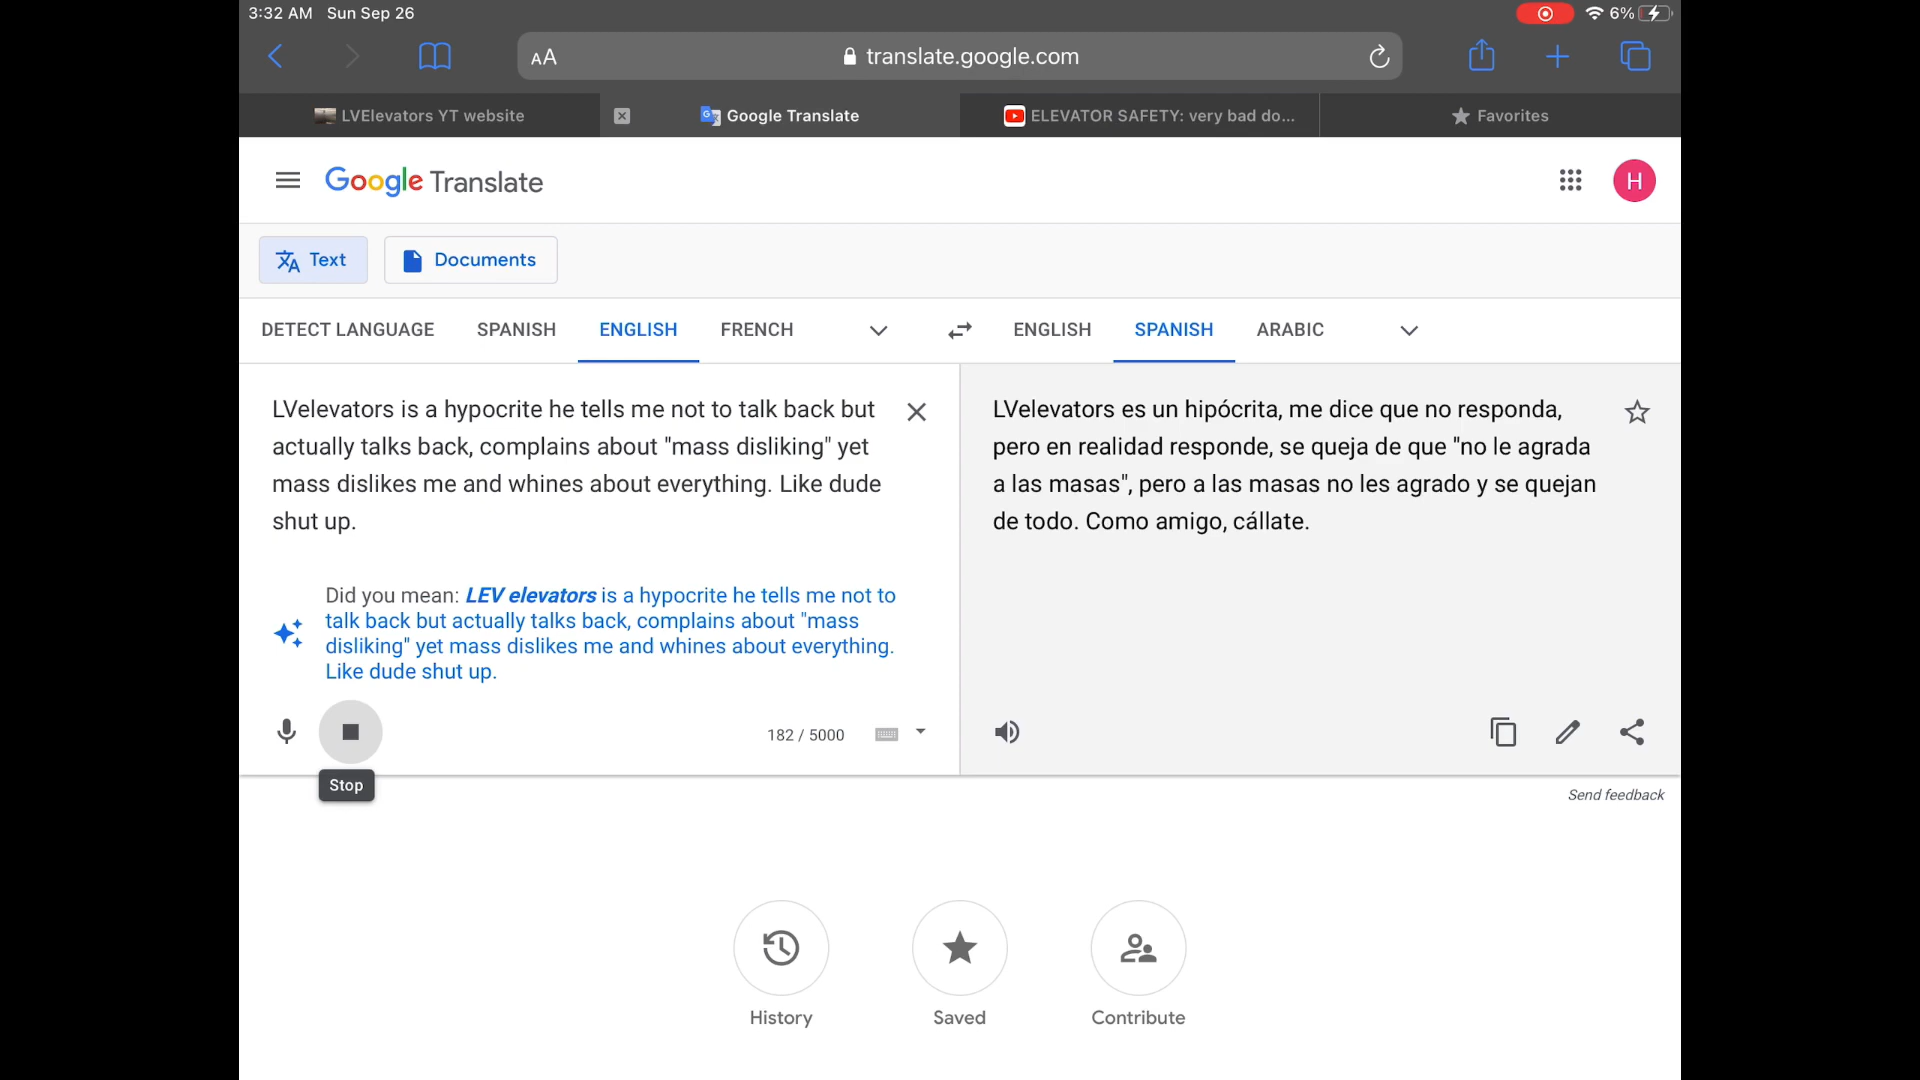 3:32 AM Sun Sep 26
6%
AA
translate.google.com
LVElevators YT website
Google Translate
ELEVATOR SAFETY: very bad do...
Favorites
Google Translate
H
Text
Documents
DETECT LANGUAGE
SPANISH
ENGLISH
FRENCH
ENGLISH
SPANISH
ARABIC
LVelevators is a hypocrite he tells me not to talk back but
actually talks back, complains about "mass disliking" yet
mass dislikes me and whines about everything. Like dude
shut up.
LVelevators es un hipócrita, me dice que no responda,
pero en realidad responde, se queja de que "no le agrada
a las masas", pero a las masas no les agrado y se quejan
de todo. Como amigo, cállate.
Did you mean: LEV elevators is a hypocrite he tells me not to
talk back but actually talks back, complains about "mass
disliking" yet mass dislikes me and whines about everything.
Like dude shut up.
182 / 5000
Stop
Send feedback
History
Saved
Contribute